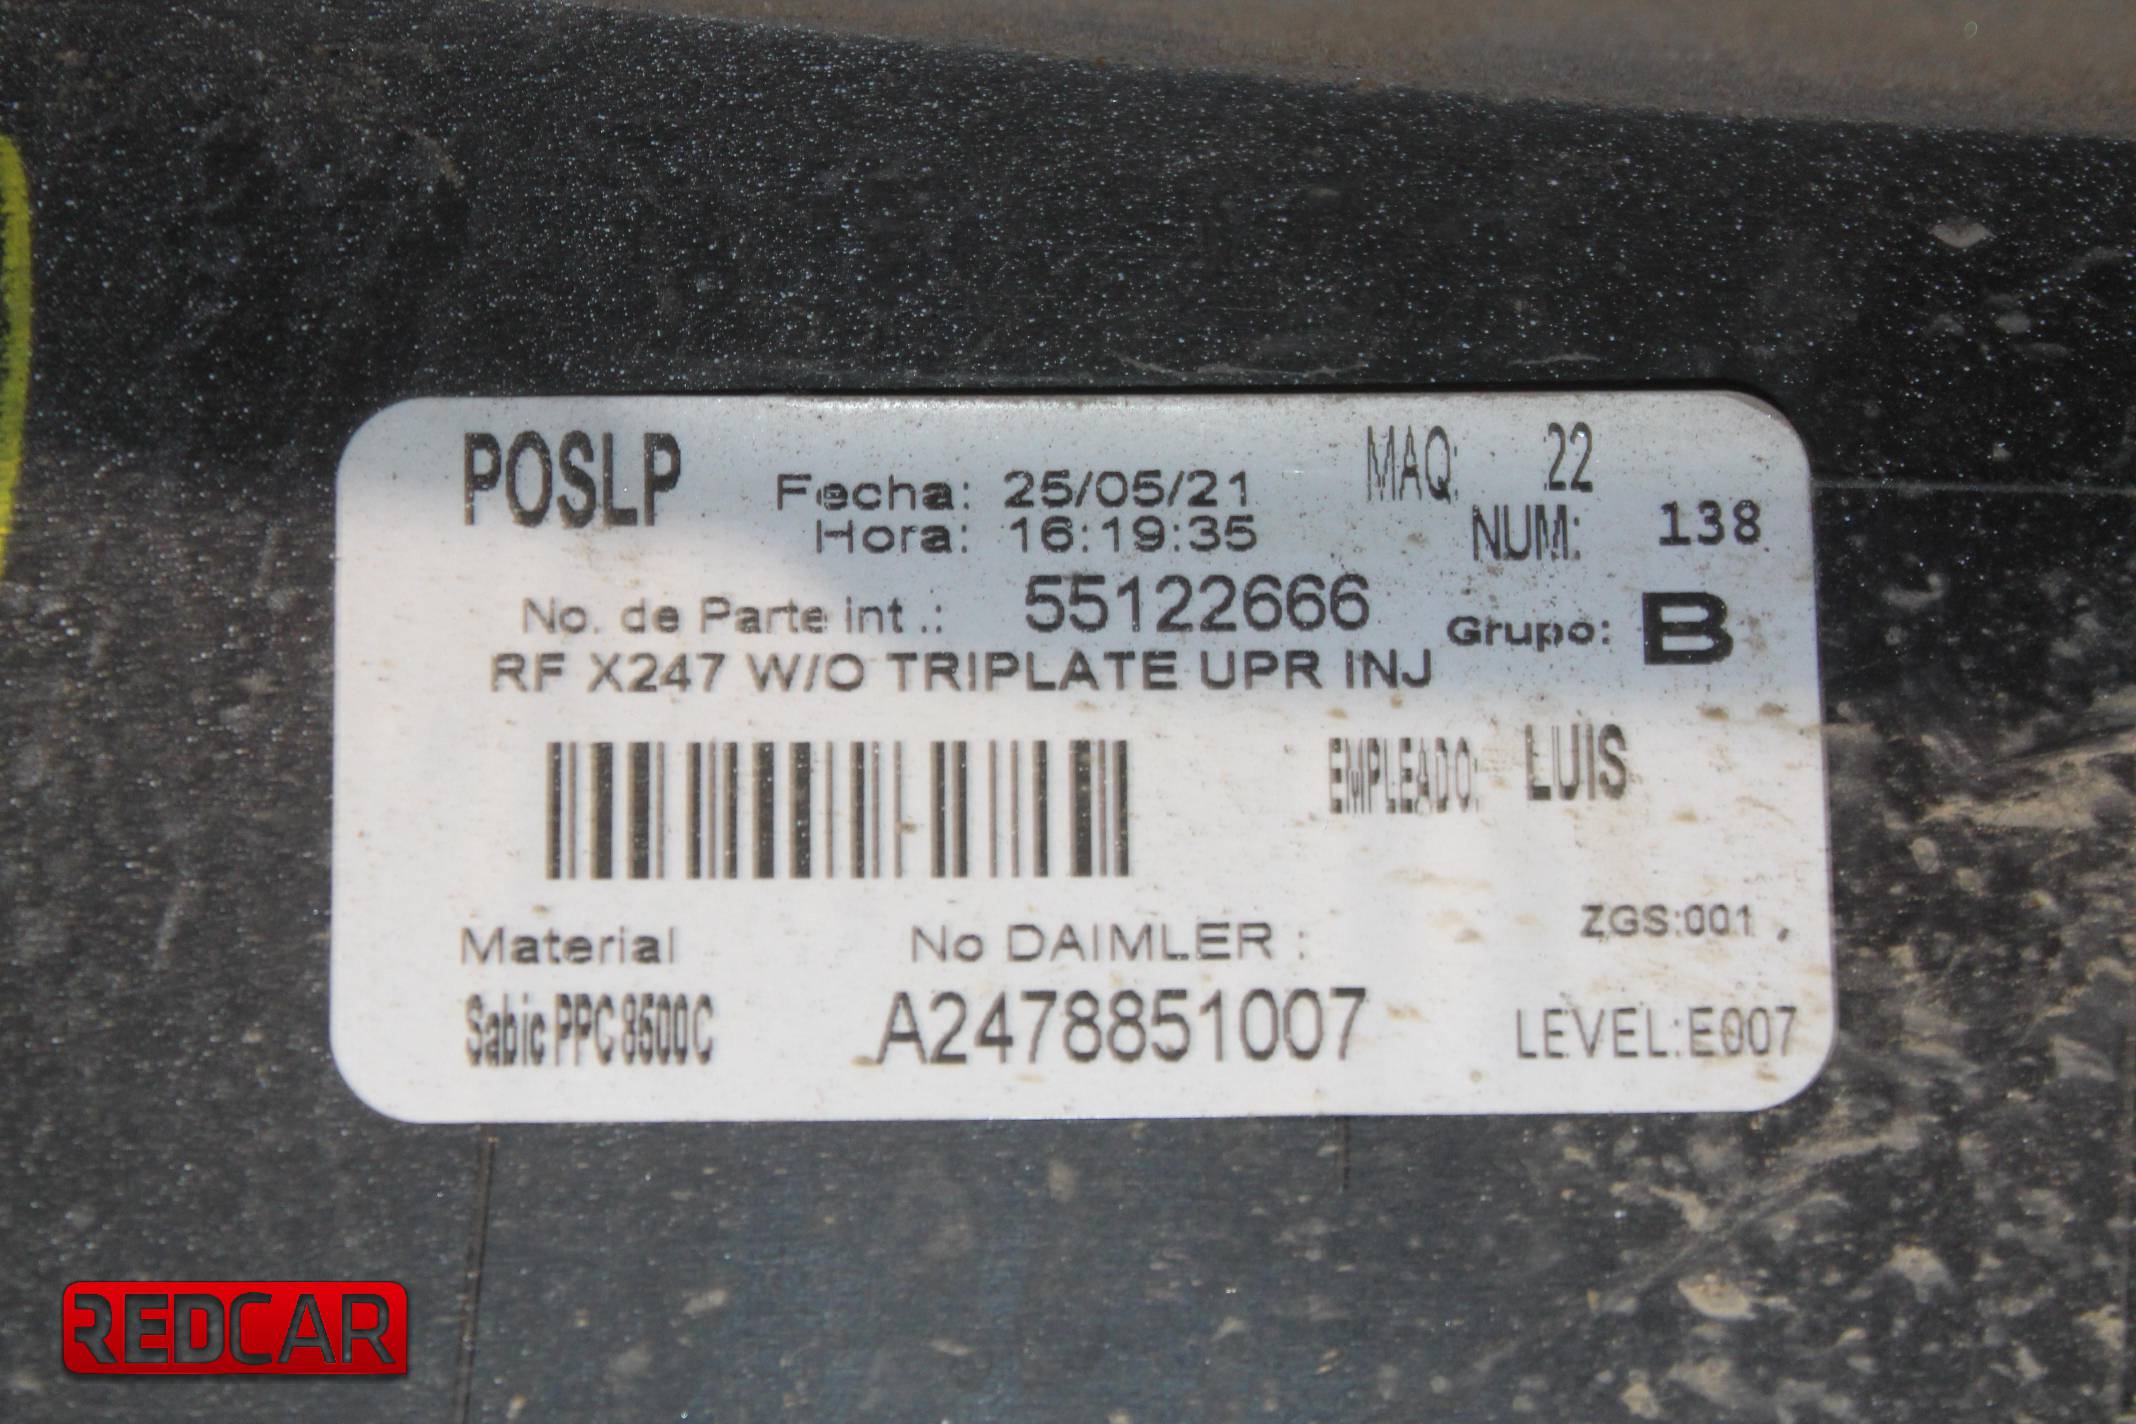 POSLP
Fecha: 25/05/21
Hora: 16:19:35
MAQ: 22
NUM: 138
No. de Parte int.: 55122666
Grupo: B
RF X247 W/O TRIPLATE UPR INJ
EMPLEADO: LUIS
Material
No DAIMLER :
ZGS:001
Sabic PPC 8500C
A2478851007
LEVEL:E007
REDCAR